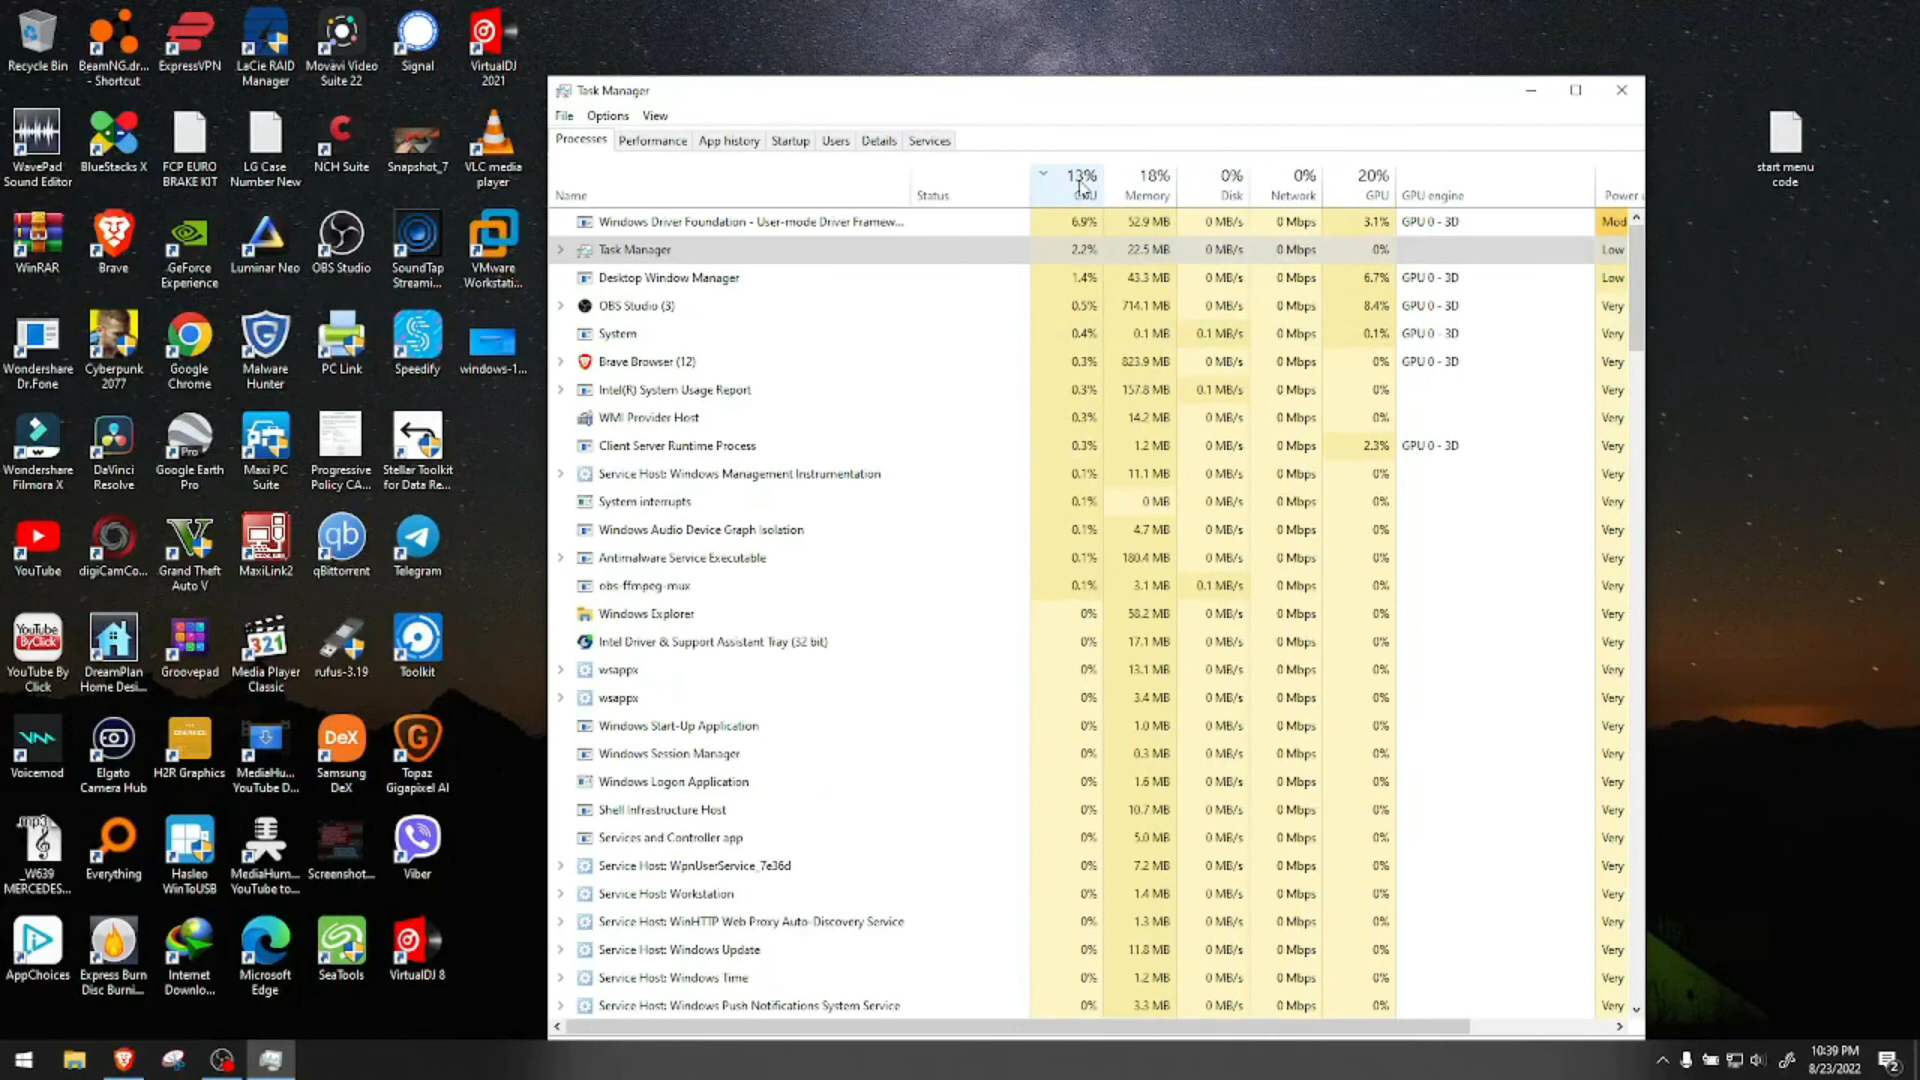 Recycle Bin
BeamNG.dr...
- Shortcut
ExpressVPN
LaCie RAID
Manager
Movavi Video
Suite 22
Signal
VirtualDJ
2021
WavePad
Sound Editor
BlueStacks X
FCP EURO
BRAKE KIT
LG Case
Number New
NCH Suite
Snapshot_7
VLC media
player
WinRAR
Brave
GeForce
Experience
Luminar Neo
OBS Studio
SoundTap
Streami...
VMware
Workstati...
Wondershare
Dr.Fone
Cyberpunk
2077
Google
Chrome
Malware
Hunter
PC Link
Speedify
windows-1...
Wondershare
Filmora X
DaVinci
Resolve
Pro
Google Earth
Pro
Maxi PC
Suite
Progressive
Policy CA...
Stellar Toolkit
for Data Re...
YouTube
digiCamCo...
Grand Theft
Auto V
MaxiLink2
qb
qBittorrent
Telegram
YouTube
ByClick
YouTube By
Click
DreamPlan
Home Desi...
Groovepad
321
Media Player
Classic
rufus-3.19
Toolkit
Voicemod
Elgato
Camera Hub
GRAPHICS
H2R Graphics
MediaHu...
YouTube D...
DeX
Samsung
DeX
Topaz
Gigapixel AI
mp3
_W639
MERCEDES...
Everything
Hasleo
WinToUSB
MediaHum...
YouTube to...
Screenshot...
Viber
AppChoices
Express Burn
Disc Burni...
Internet
Downlo...
Microsoft
Edge
SeaTools
VirtualDJ 8
start menu
code
Task Manager
File Options View
Processes Performance App history Startup Users Details Services
13% 18% 0% 0% 20%
Name Status CPU Memory Disk Network GPU GPU engine Power u
Windows Driver Foundation - User-mode Driver Framew... 6.9% 52.9 MB 0 MB/s 0 Mbps 3.1% GPU 0 - 3D Mod
Task Manager 2.2% 22.5 MB 0 MB/s 0 Mbps 0% Low
Desktop Window Manager 1.4% 43.3 MB 0 MB/s 0 Mbps 6.7% GPU 0 - 3D Low
OBS Studio (3) 0.5% 714.1 MB 0 MB/s 0 Mbps 8.4% GPU 0 - 3D Very
System 0.4% 0.1 MB 0.1 MB/s 0 Mbps 0.1% GPU 0 - 3D Very
Brave Browser (12) 0.3% 823.9 MB 0 MB/s 0 Mbps 0% GPU 0 - 3D Very
Intel(R) System Usage Report 0.3% 157.8 MB 0.1 MB/s 0 Mbps 0% Very
WMI Provider Host 0.3% 14.2 MB 0 MB/s 0 Mbps 0% Very
Client Server Runtime Process 0.3% 1.2 MB 0 MB/s 0 Mbps 2.3% GPU 0 - 3D Very
Service Host: Windows Management Instrumentation 0.1% 11.1 MB 0 MB/s 0 Mbps 0% Very
System interrupts 0.1% 0 MB 0 MB/s 0 Mbps 0% Very
Windows Audio Device Graph Isolation 0.1% 4.7 MB 0 MB/s 0 Mbps 0% Very
Antimalware Service Executable 0.1% 180.4 MB 0 MB/s 0 Mbps 0% Very
obs-ffmpeg-mux 0.1% 3.1 MB 0.1 MB/s 0 Mbps 0% Very
Windows Explorer 0% 58.2 MB 0 MB/s 0 Mbps 0% Very
Intel Driver & Support Assistant Tray (32 bit) 0% 17.1 MB 0 MB/s 0 Mbps 0% Very
wsappx 0% 13.1 MB 0 MB/s 0 Mbps 0% Very
wsappx 0% 3.4 MB 0 MB/s 0 Mbps 0% Very
Windows Start-Up Application 0% 1.0 MB 0 MB/s 0 Mbps 0% Very
Windows Session Manager 0% 0.3 MB 0 MB/s 0 Mbps 0% Very
Windows Logon Application 0% 1.6 MB 0 MB/s 0 Mbps 0% Very
Shell Infrastructure Host 0% 10.7 MB 0 MB/s 0 Mbps 0% Very
Services and Controller app 0% 5.0 MB 0 MB/s 0 Mbps 0% Very
Service Host: WpnUserService_7e36d 0% 7.2 MB 0 MB/s 0 Mbps 0% Very
Service Host: Workstation 0% 1.4 MB 0 MB/s 0 Mbps 0% Very
Service Host: WinHTTP Web Proxy Auto-Discovery Service 0% 1.3 MB 0 MB/s 0 Mbps 0% Very
Service Host: Windows Update 0% 11.8 MB 0 MB/s 0 Mbps 0% Very
Service Host: Windows Time 0% 1.2 MB 0 MB/s 0 Mbps 0% Very
Service Host: Windows Push Notifications System Service 0% 3.3 MB 0 MB/s 0 Mbps 0% Very
10:39 PM
8/23/2022
2